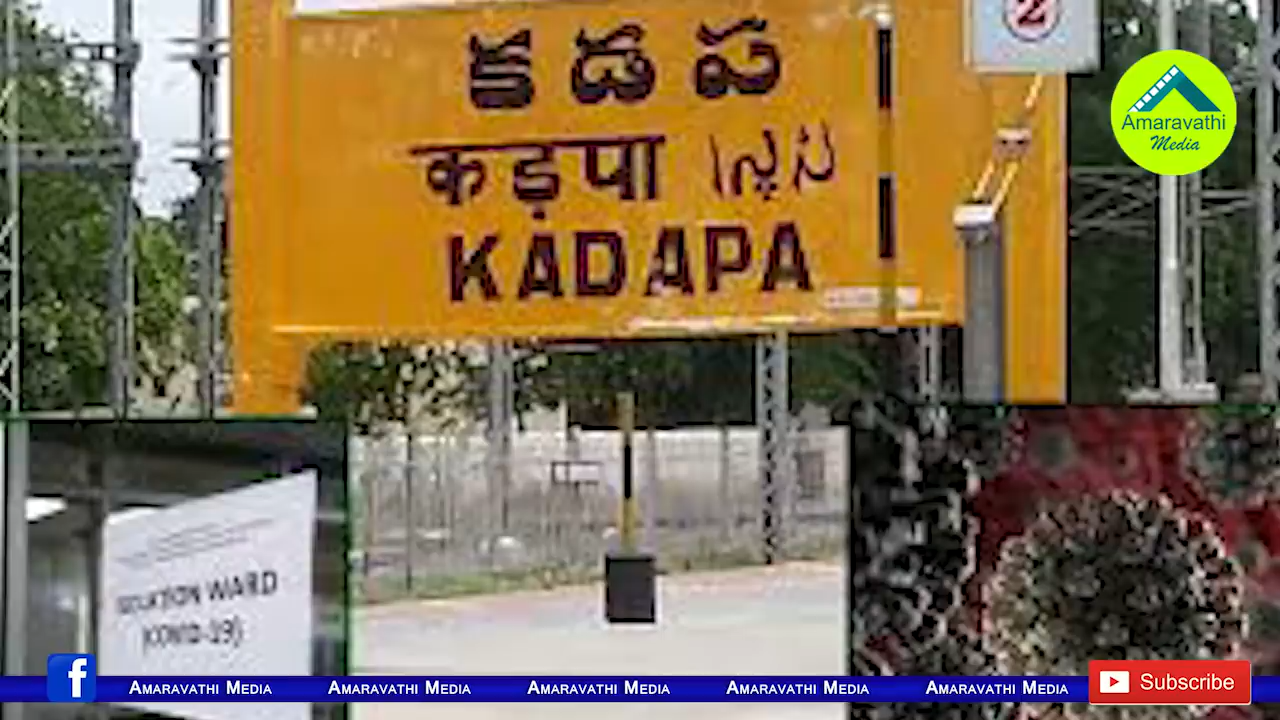 కడప
कड़पा
KADAPA
2
Amaravathi
Media
WARD
(COVID-19)
AMARAVATHI MEDIA AMARAVATHI MEDIA AMARAVATHI MEDIA AMARAVATHI MEDIA AMARAVATHI MEDIA
Subscribe